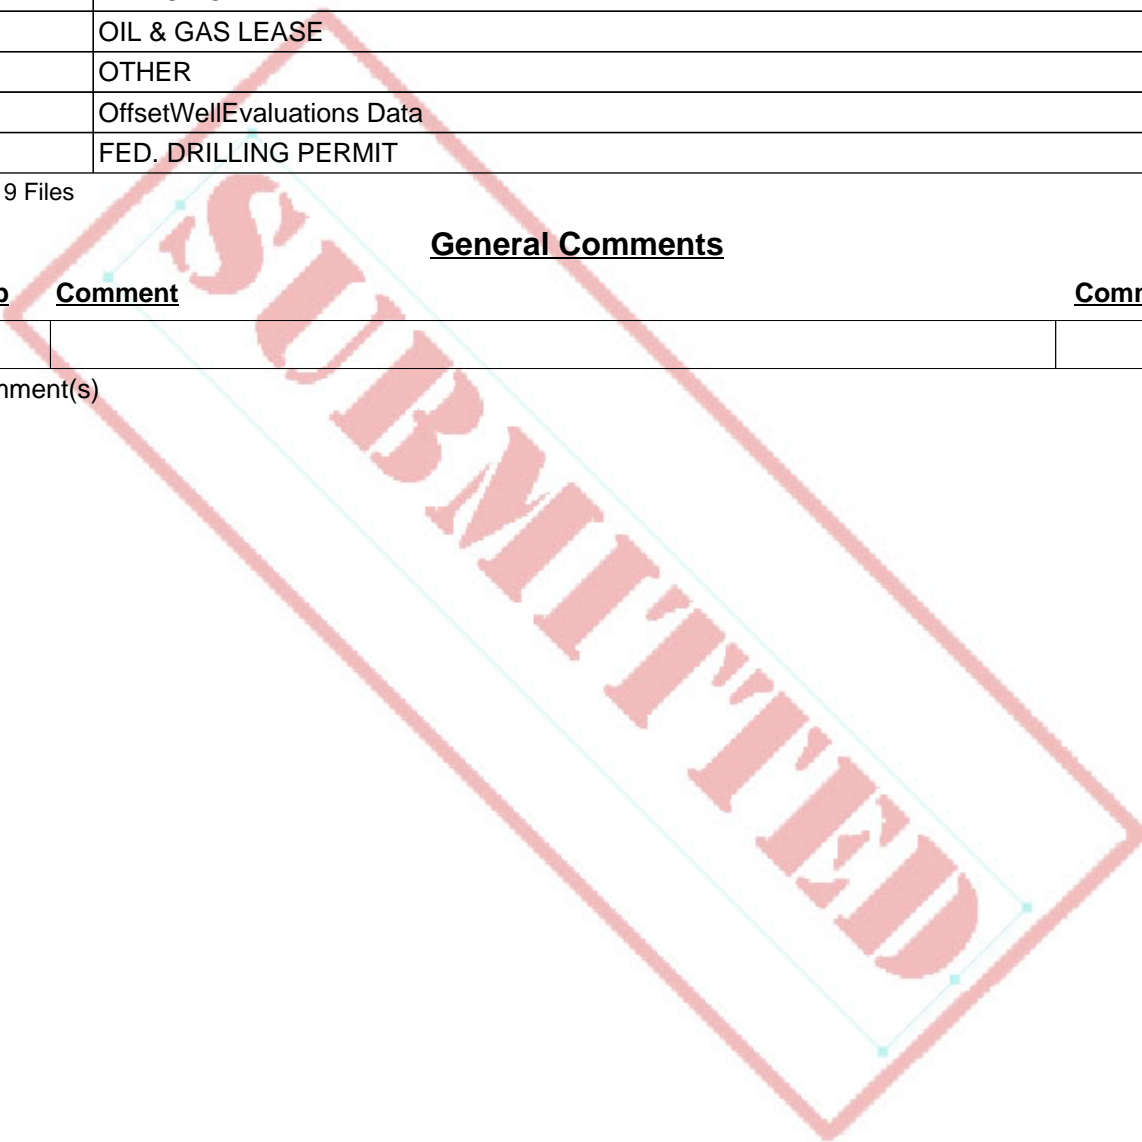 OIL & GAS LEASE
OTHER
OffsetWellEvaluations Data
FED. DRILLING PERMIT
9 Files
General Comments
Comment
SUBMITTED